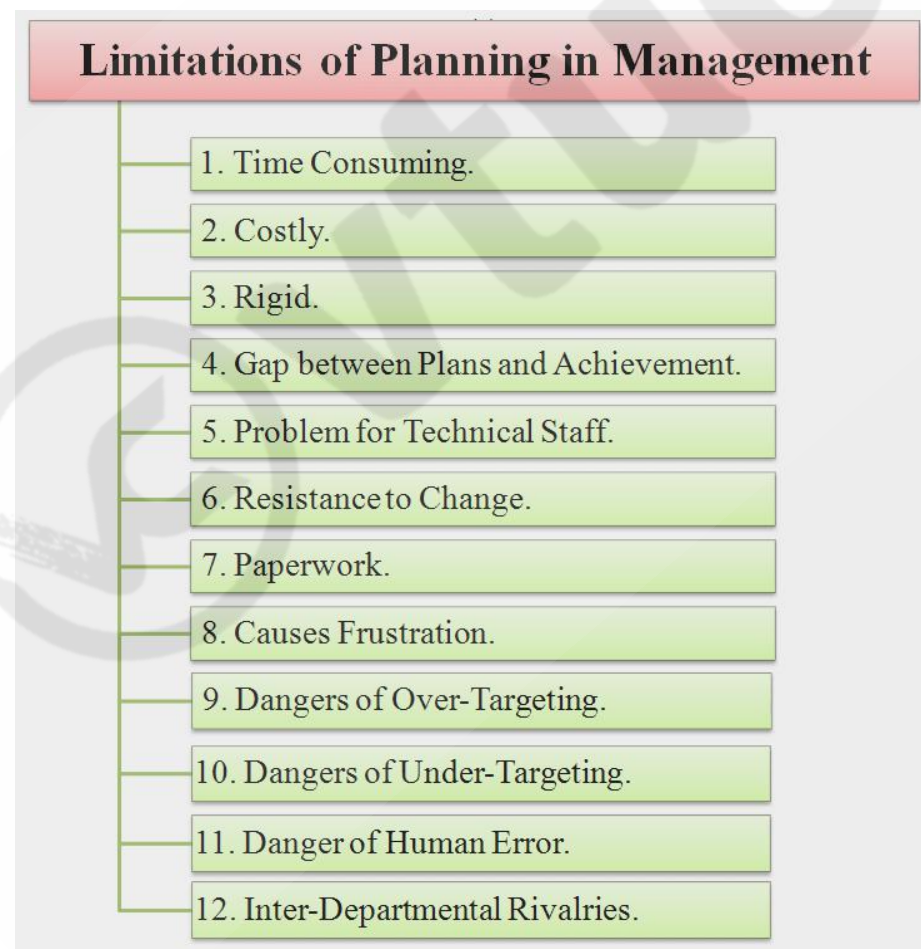 Limitations of Planning in Management
1. Time Consuming.
2. Costly.
3. Rigid.
4. Gap between Plans and Achievement.
5. Problem for Technical Staff.
6. Resistance to Change.
7. Paperwork.
8. Causes Frustration.
9. Dangers of Over-Targeting.
10. Dangers of Under-Targeting.
11. Danger of Human Error.
12. Inter-Departmental Rivalries.
vtu